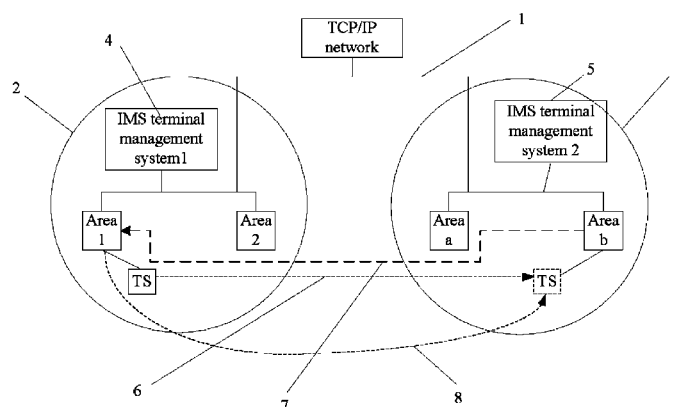 TCP/IP
network
1
4
5
2
IMS terminal
management
system1
IMS terminal
management
system 2
Area
1
Area
2
Area
a
Area
b
TS
TS
6
7
8